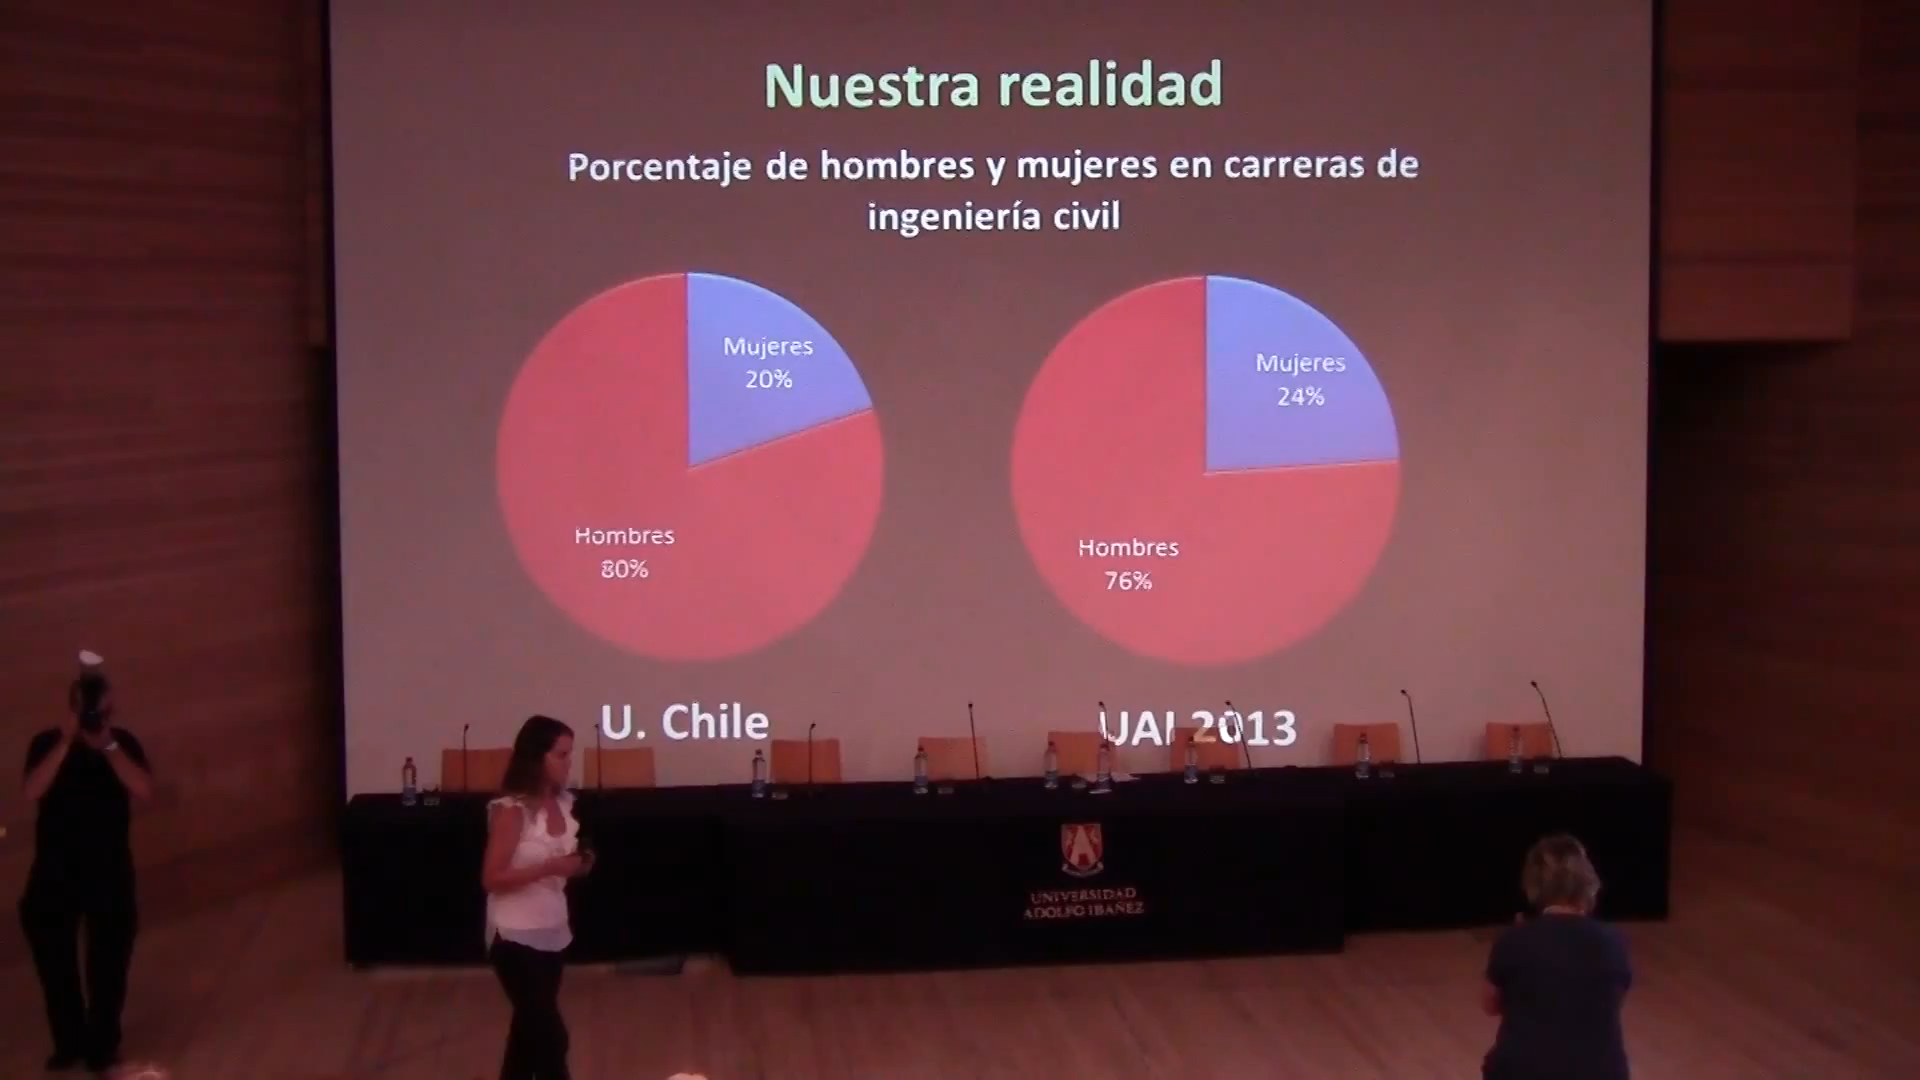 Nuestra realidad
Porcentaje de hombres y mujeres en carreras de
ingeniería civil
Mujeres
20%
Hombres
80%
U. Chile
Mujeres
24%
Hombres
76%
UAI 2013
UNIVERSIDAD
ADOLFO IBAÑEZ